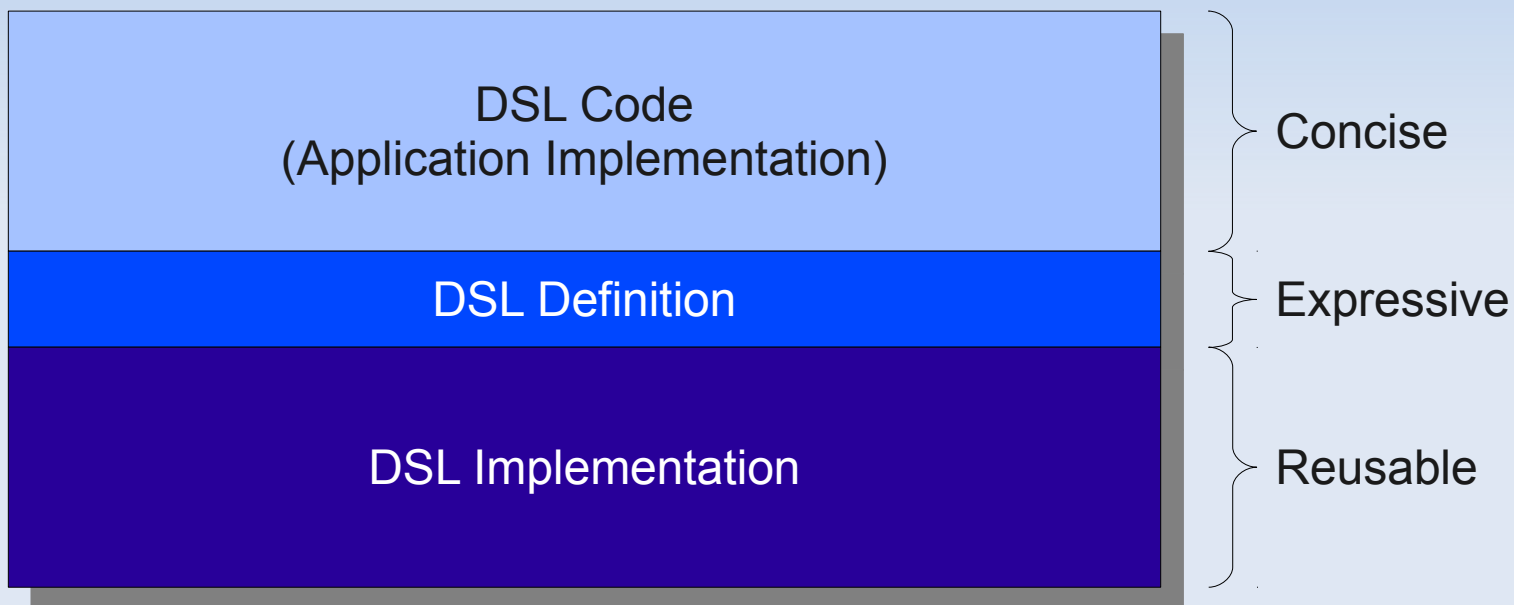 DSL Code
(Application Implementation)
Concise
DSL Definition
Expressive
DSL Implementation
Reusable